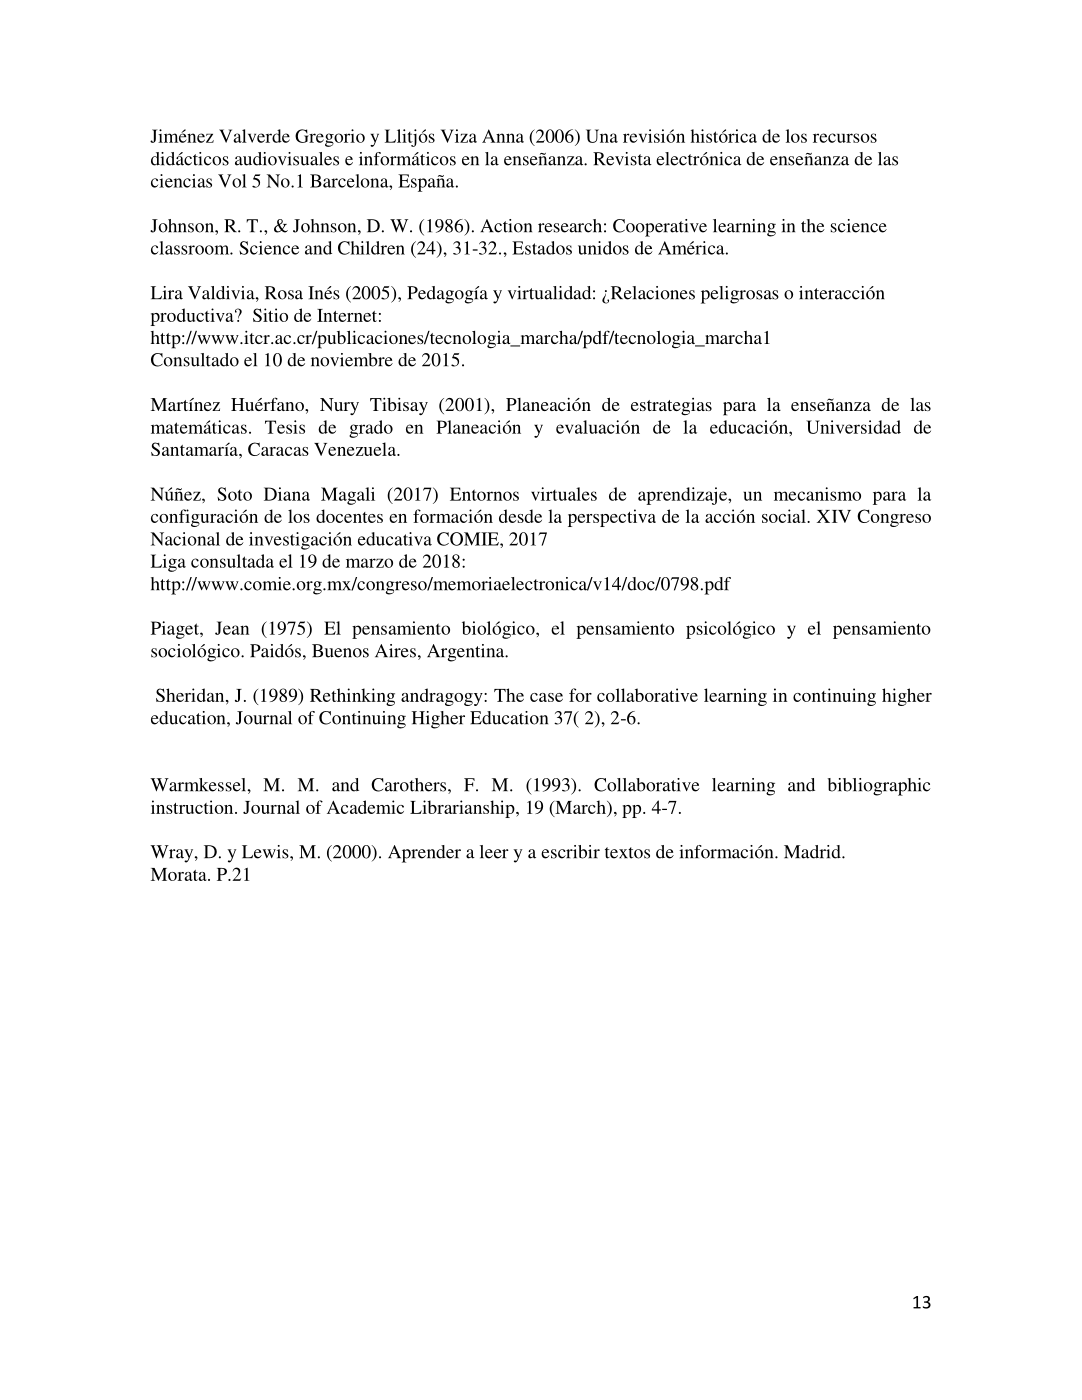 Jiménez Valverde Gregorio y Llitjós Viza Anna (2006) Una revisión histórica de los recursos
didácticos audiovisuales e informáticos en la enseñanza. Revista electrónica de enseñanza de las
ciencias Vol 5 No.1 Barcelona, España.
Johnson, R. T., & Johnson, D. W. (1986). Action research: Cooperative learning in the science
classroom. Science and Children (24), 31-32., Estados unidos de América.
Lira Valdivia, Rosa Inés (2005), Pedagogía y virtualidad: ¿Relaciones peligrosas o interacción
productiva?  Sitio de Internet:
http://www.itcr.ac.cr/publicaciones/tecnologia_marcha/pdf/tecnologia_marcha1
Consultado el 10 de noviembre de 2015.
Martínez Huérfano, Nury Tibisay (2001), Planeación de estrategias para la enseñanza de las
matemáticas. Tesis de grado en Planeación y evaluación de la educación, Universidad de
Santamaría, Caracas Venezuela.
Núñez, Soto Diana Magali (2017) Entornos virtuales de aprendizaje, un mecanismo para la
configuración de los docentes en formación desde la perspectiva de la acción social. XIV Congreso
Nacional de investigación educativa COMIE, 2017
Liga consultada el 19 de marzo de 2018:
http://www.comie.org.mx/congreso/memoriaelectronica/v14/doc/0798.pdf
Piaget, Jean (1975) El pensamiento biológico, el pensamiento psicológico y el pensamiento
sociológico. Paidós, Buenos Aires, Argentina.
Sheridan, J. (1989) Rethinking andragogy: The case for collaborative learning in continuing higher
education, Journal of Continuing Higher Education 37( 2), 2-6.
Warmkessel, M. M. and Carothers, F. M. (1993). Collaborative learning and bibliographic
instruction. Journal of Academic Librarianship, 19 (March), pp. 4-7.
Wray, D. y Lewis, M. (2000). Aprender a leer y a escribir textos de información. Madrid.
Morata. P.21
13